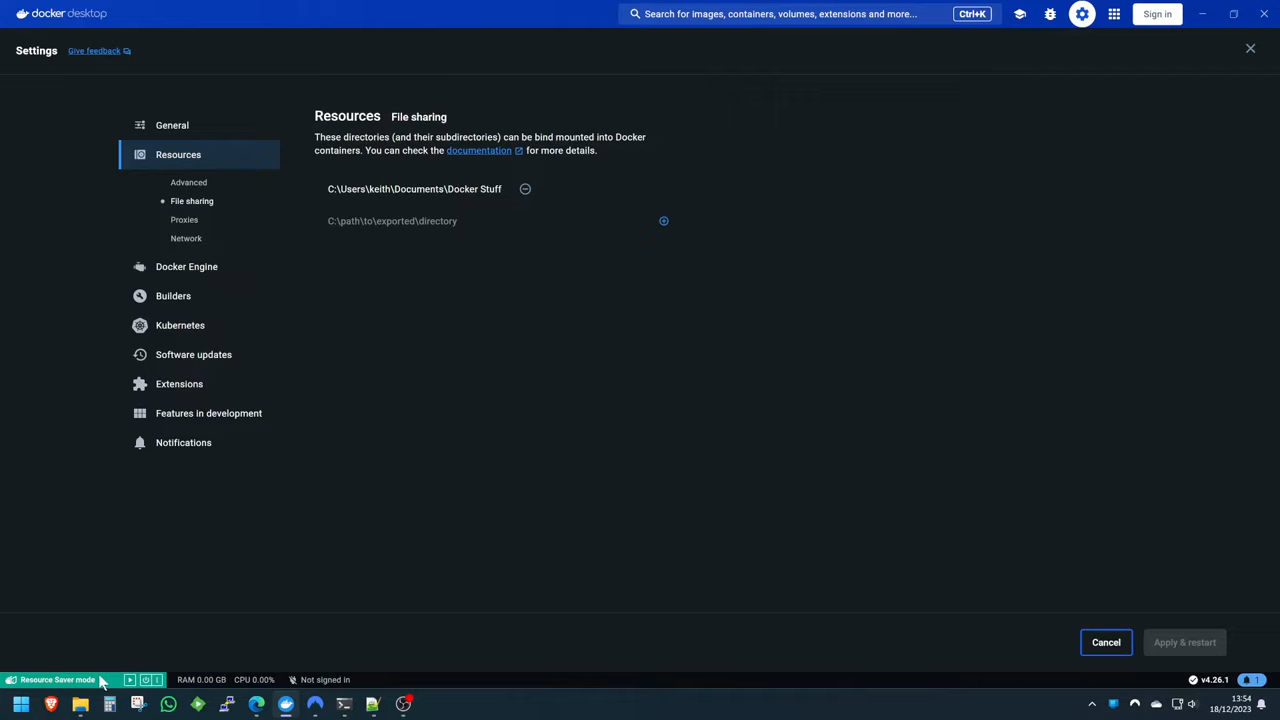 docker desktop
Search for images, containers, volumes, extensions and more...
Ctrl+K
Sign in
Settings
Give feedback
General
Resources
Advanced
File sharing
Proxies
Network
Docker Engine
Builders
Kubernetes
Software updates
Extensions
Features in development
Notifications
Resources File sharing
These directories (and their subdirectories) can be bind mounted into Docker
containers. You can check the documentation for more details.
C:\Users\keith\Documents\Docker Stuff
C:\path\to\exported\directory
Cancel
Apply & restart
Resource Saver mode
RAM 0.00 GB CPU 0.00%
Not signed in
v4.26.1
1
13:54
18/12/2023